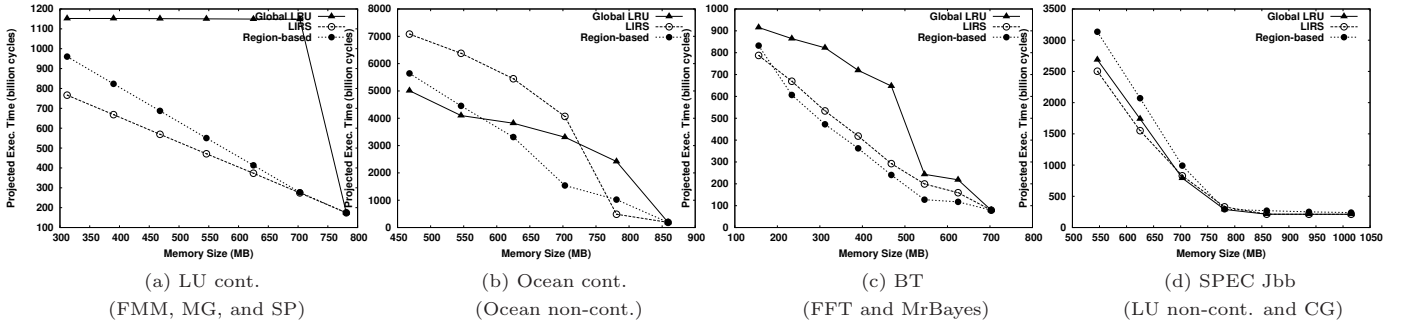 Projected Exec. Time (billion cycles)
1200
1100
1000
900
800
700
600
500
400
300
200
100
300 350 400 450 500 550 600 650 700 750 800
Memory Size (MB)
Global LRU
LIRS
Region-based
(a) LU cont.
(FMM, MG, and SP)
Projected Exec. Time (billion cycles)
8000
7000
6000
5000
4000
3000
2000
1000
0
450 500 550 600 650 700 750 800 850 900
Memory Size (MB)
Global LRU
LIRS
Region-based
(b) Ocean cont.
(Ocean non-cont.)
Projected Exec. Time (billion cycles)
1000
900
800
700
600
500
400
300
200
100
0
100 200 300 400 500 600 700 800
Memory Size (MB)
Global LRU
LIRS
Region-based
(c) BT
(FFT and MrBayes)
Projected Exec. Time (billion cycles)
3500
3000
2500
2000
1500
1000
500
0
500 550 600 650 700 750 800 850 900 950 1000 1050
Memory Size (MB)
Global LRU
LIRS
Region-based
(d) SPEC Jbb
(LU non-cont. and CG)